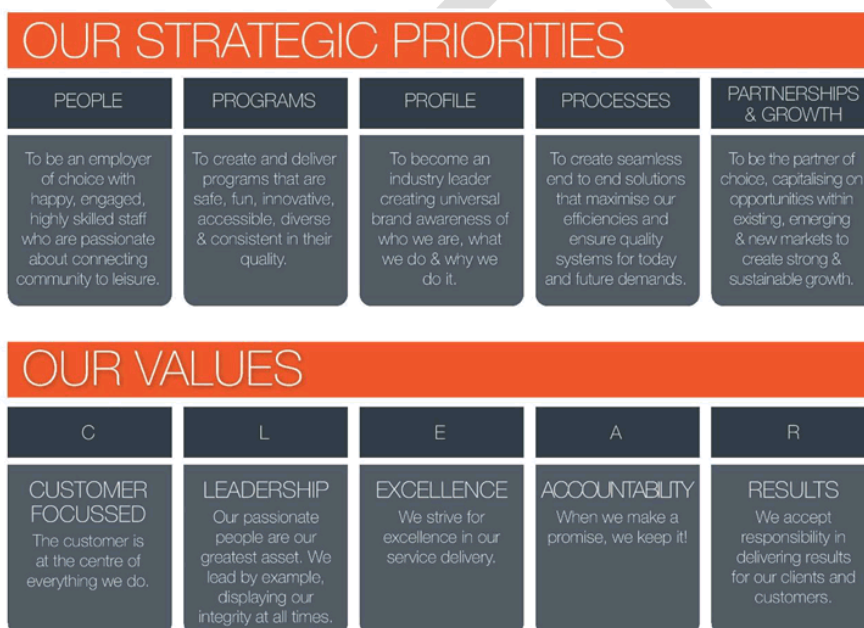 OUR STRATEGIC PRIORITIES
PEOPLE
To be an employer
of choice with
happy, engaged,
highly skilled staff
who are passionate
about connecting
community to leisure.
PROGRAMS
To create and deliver
programs that are
safe, fun, innovative,
accessible, diverse
& consistent in their
quality.
PROFILE
To become an
industry leader
creating universal
brand awareness of
who we are, what
we do & why we
do it.
PROCESSES
To create seamless
end to end solutions
that maximise our
efficiencies and
ensure quality
systems for today
and future demands.
PARTNERSHIPS
& GROWTH
To be the partner of
choice, capitalising on
opportunities within
existing, emerging
& new markets to
create strong &
sustainable growth.
OUR VALUES
C
CUSTOMER
FOCUSSED
The customer is
at the centre of
everything we do.
L
LEADERSHIP
Our passionate
people are our
greatest asset. We
lead by example,
displaying our
integrity at all times.
E
EXCELLENCE
We strive for
excellence in our
service delivery.
A
ACCOUNTABILITY
When we make a
promise, we keep it!
R
RESULTS
We accept
responsibility in
delivering results
for our clients and
customers.